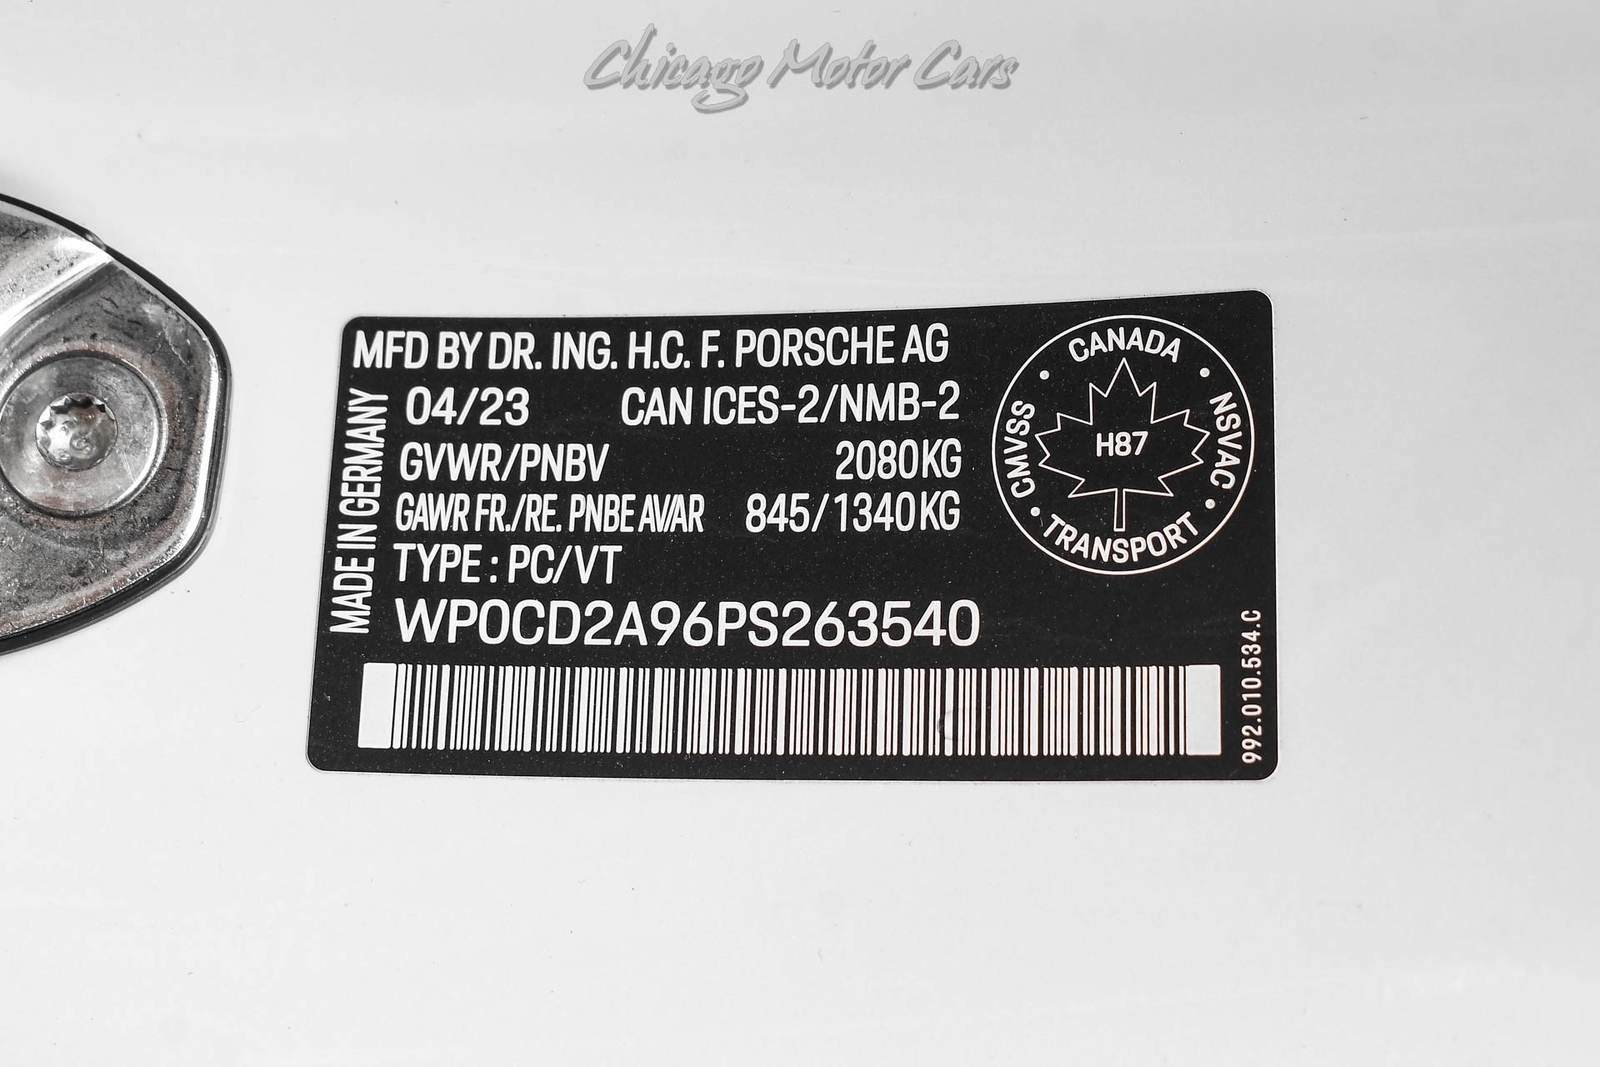 Chicago Motor Cars
MFD BY DR. ING. H.C. F. PORSCHE AG
MADE IN GERMANY
04/23 CAN ICES-2/NMB-2
GVWR/PNBV 2080KG
GAWR FR./RE. PNBE AV/AR 845/1340KG
TYPE : PC/VT
WP0CD2A96PS263540
CANADA
CMVSS
NSVAC
H87
TRANSPORT
992.010.534.C